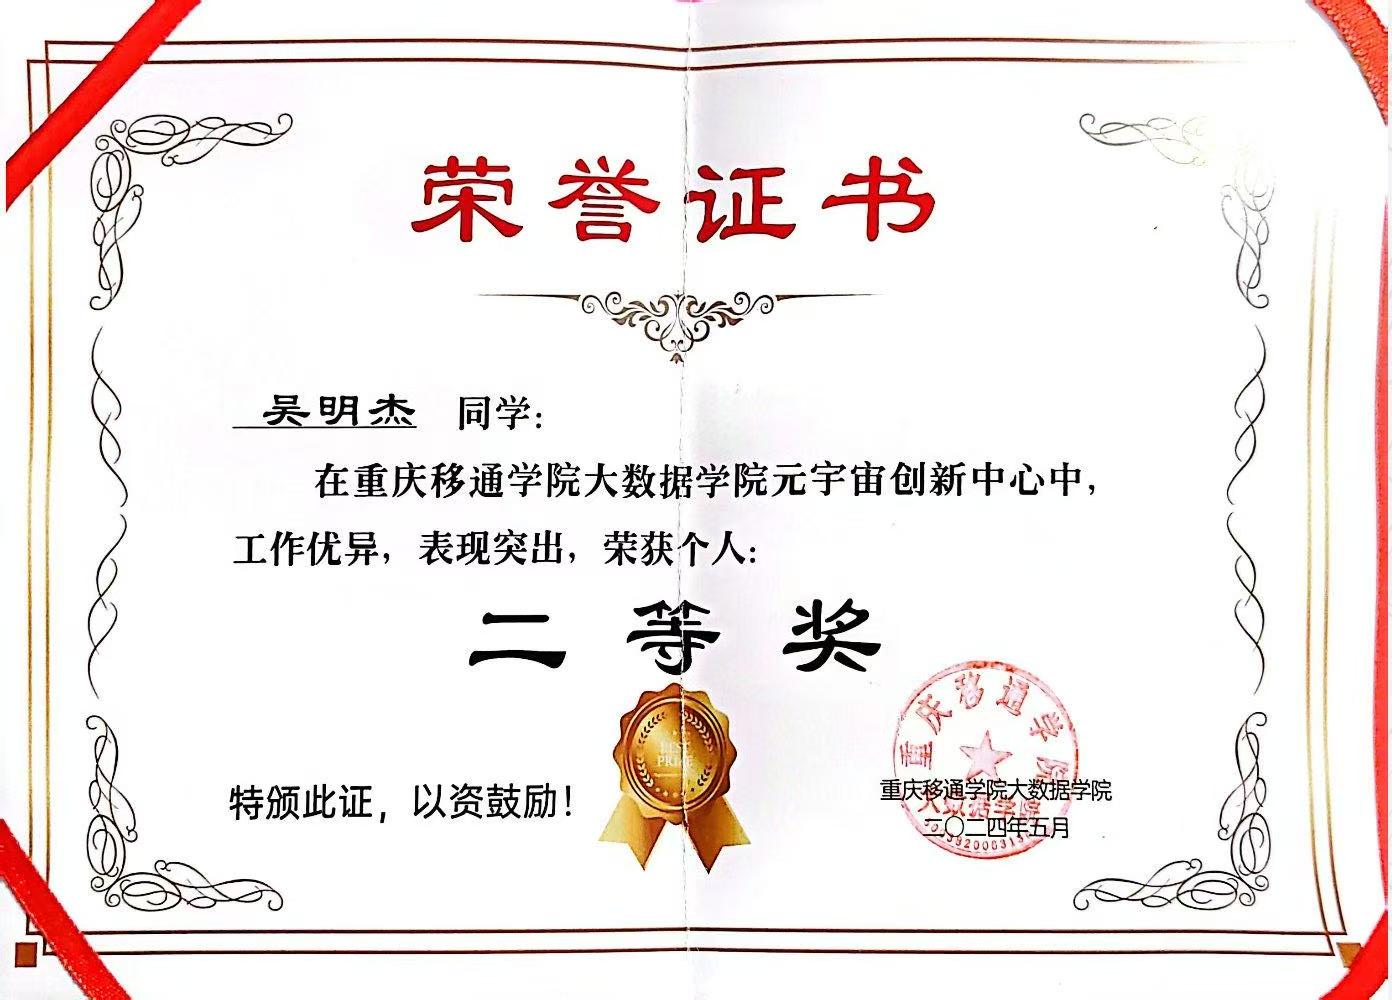 荣誉证书
吴明杰 同学：
在重庆移通学院大数据学院元宇宙创新中心中，
工作优异，表现突出，荣获个人：
二等奖
BEST
PRIZE
特颁此证，以资鼓励！
重庆移通学院
大数据学院
重庆移通学院大数据学院
二〇二四年五月